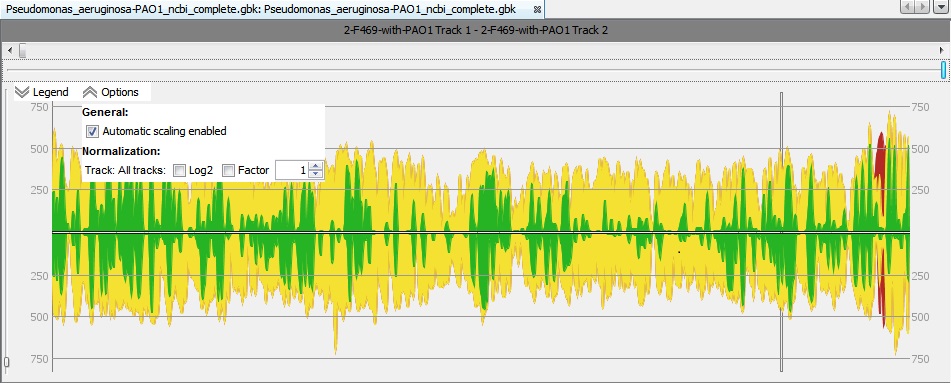 Pseudomonas_aeruginosa-PAO1_ncbi_complete.gbk: Pseudomonas_aeruginosa-PAO1_ncbi_complete.gbk
2-F469-with-PAO1 Track 1 - 2-F469-with-PAO1 Track 2
Legend Options
750 750
General:
Automatic scaling enabled
500 500
Normalization:
Track: All tracks: Log2 Factor 1
250 250
250 250
500 500
750 750